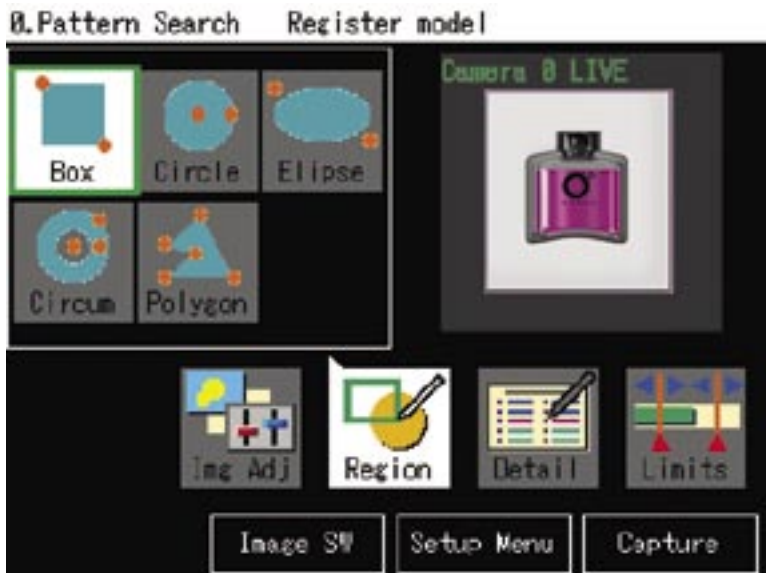 0.Pattern Search Register model
Camera 0 LIVE
Box
Circle
Elipse
Circum
Polygon
Img Adj
Region
Detail
Limits
Image SW
Setup Menu
Capture